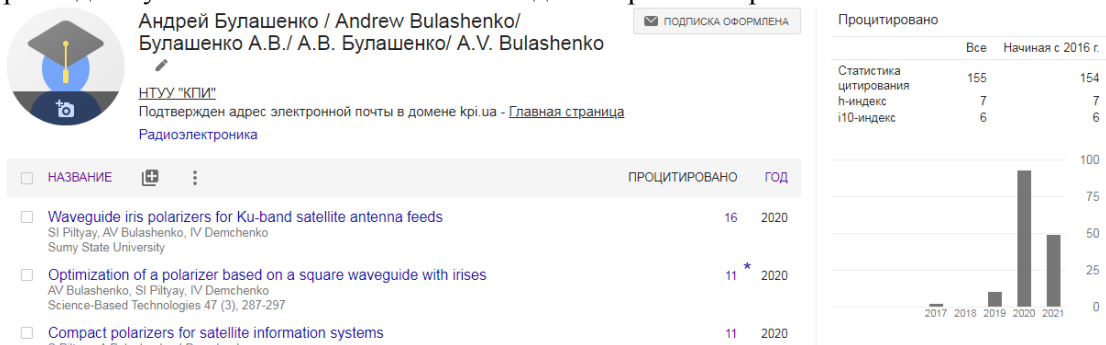 Андрей Булашенко / Andrew Bulashenko/
Булашенко А.В./ А.В. Булашенко/ A.V. Bulashenko
ПОДПИСКА ОФОРМЛЕНА
НТУУ "КПИ"
Подтвержден адрес электронной почты в домене kpi.ua - Главная страница
Радиоэлектроника
НАЗВАНИЕ ПРОЦИТИРОВАНО ГОД
Waveguide iris polarizers for Ku-band satellite antenna feeds 16 2020
SI Piltyay, AV Bulashenko, IV Demchenko
Sumy State University
Optimization of a polarizer based on a square waveguide with irises 11 * 2020
AV Bulashenko, SI Piltyay, IV Demchenko
Science-Based Technologies 47 (3), 287-297
Compact polarizers for satellite information systems 11 2020
Процитировано
Все Начиная с 2016 г.
Статистика цитирования 155 154
h-индекс 7 7
i10-индекс 6 6
100
75
50
25
0
2017 2018 2019 2020 2021